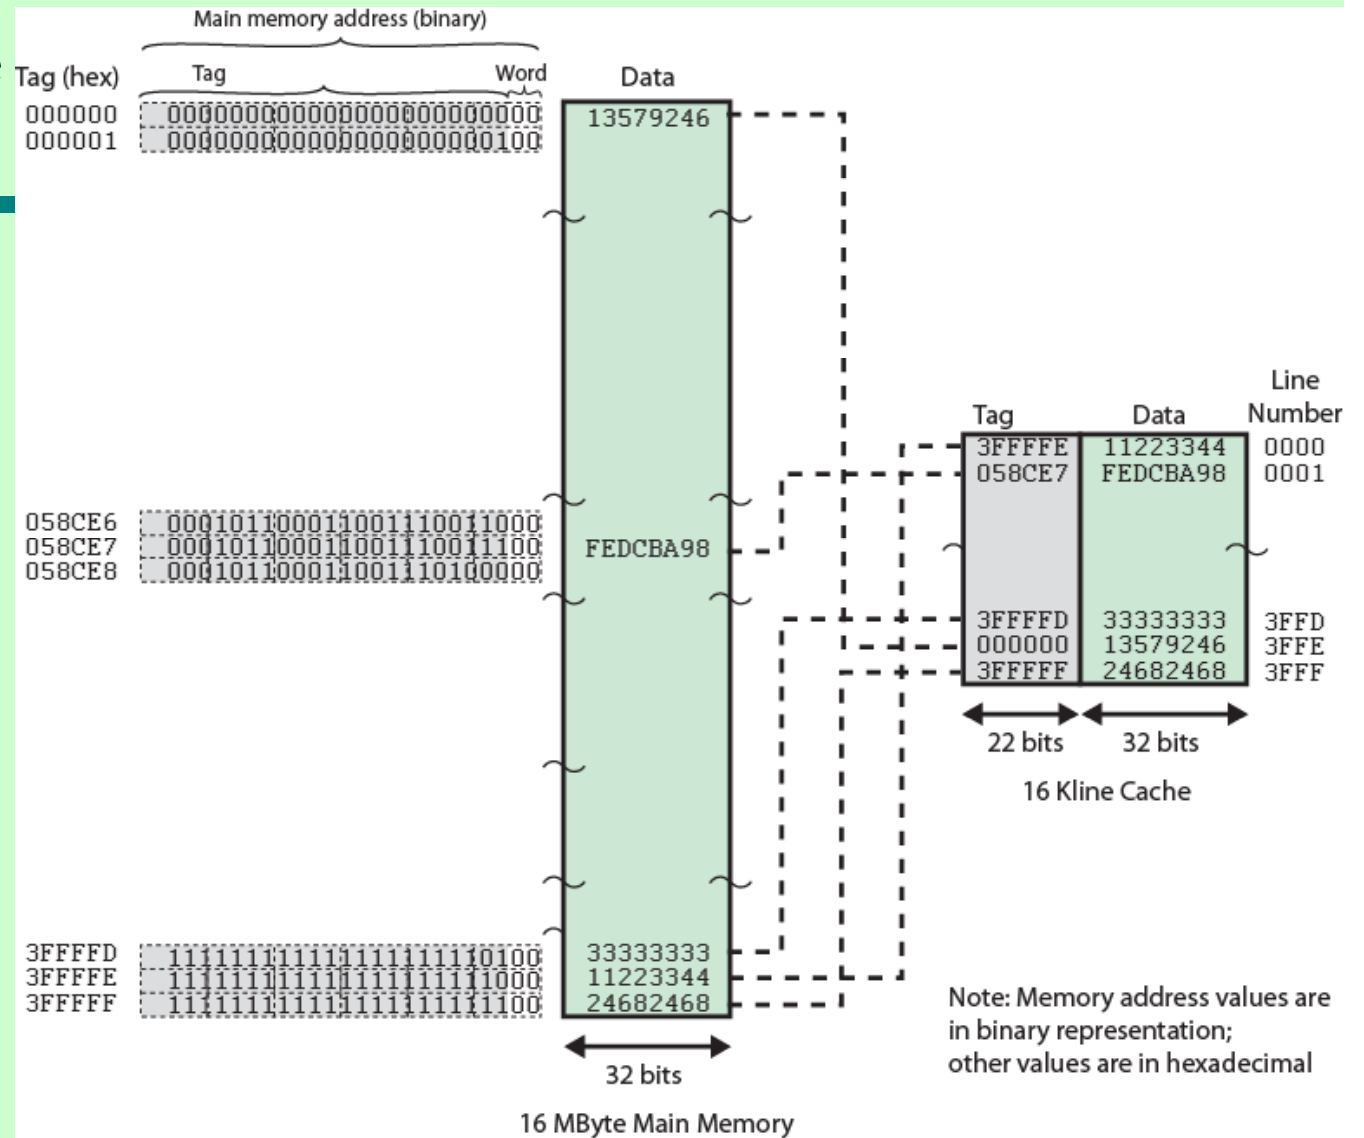 Main memory address (binary)
Tag (hex) Tag Word Data
000000 000000000000000000000000 13579246
000001 000000000000000000000100
Line
Tag Data Number
3FFFFE 11223344 0000
058CE7 FEDCBA98 0001
058CE6 000101100011001110011000
058CE7 000101100011001110011100 FEDCBA98
058CE8 000101100011001110100000
3FFFFD 33333333 3FFD
000000 13579246 3FFE
3FFFFF 24682468 3FFF
22 bits 32 bits
16 Kline Cache
3FFFFD 111111111111111111110100 33333333
3FFFFE 111111111111111111111000 11223344
3FFFFF 111111111111111111111100 24682468
32 bits
16 MByte Main Memory
Note: Memory address values are
in binary representation;
other values are in hexadecimal